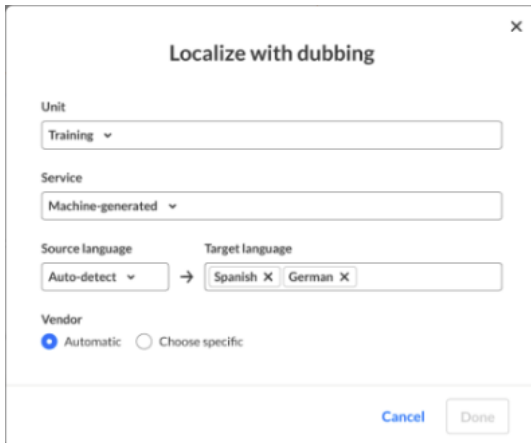 Localize with dubbing
Unit
Training
Service
Machine-generated
Source language Target language
Auto-detect → Spanish × German ×
Vendor
Automatic Choose specific
Cancel Done